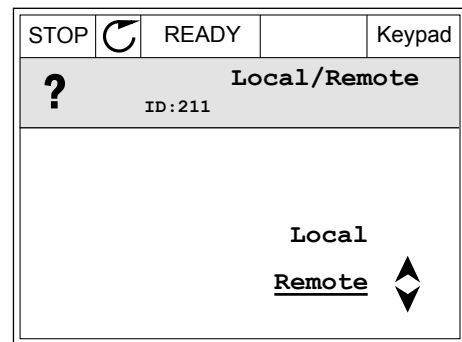 STOP READY Keypad
? Local/Remote
ID:211
Local
Remote